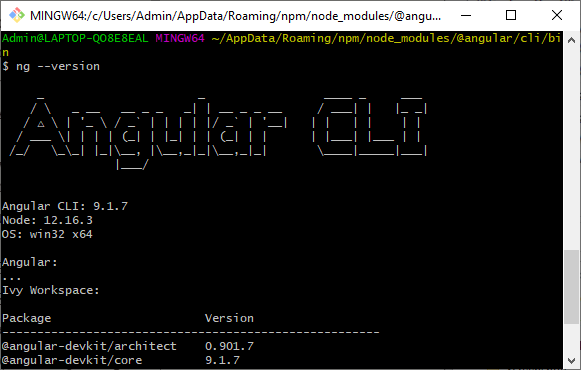 MINGW64:/c/Users/Admin/AppData/Roaming/npm/node_modules/@angu...
Admin@LAPTOP-QO8E8EAL MINGW64 ~/AppData/Roaming/npm/node_modules/@angular/cli/bi
n
$ ng --version
Angular CLI
Angular CLI: 9.1.7
Node: 12.16.3
OS: win32 x64
Angular:
...
Ivy Workspace:
Package Version
------------------------------------------------------
@angular-devkit/architect 0.901.7
@angular-devkit/core 9.1.7